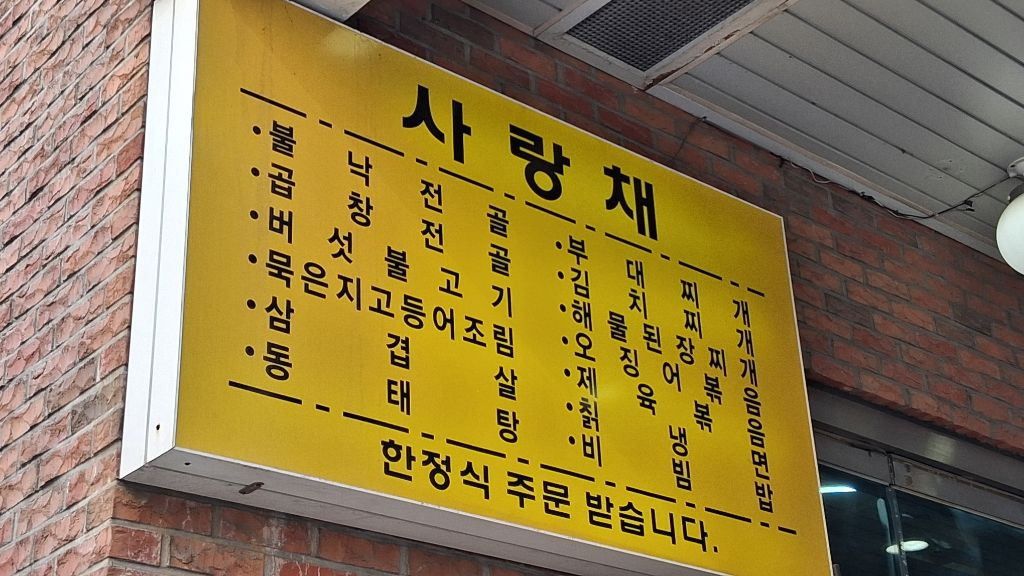 사랑채
·불낙전골
·곱창전골
·버섯불고기
·묵은지고등어조림
·삼겹살
·동태탕
·부대찌개
·김치찌개
·해물된장찌개
·오징어볶음
·제육볶음
·칡냉면
·비빔밥
한정식 주문 받습니다.